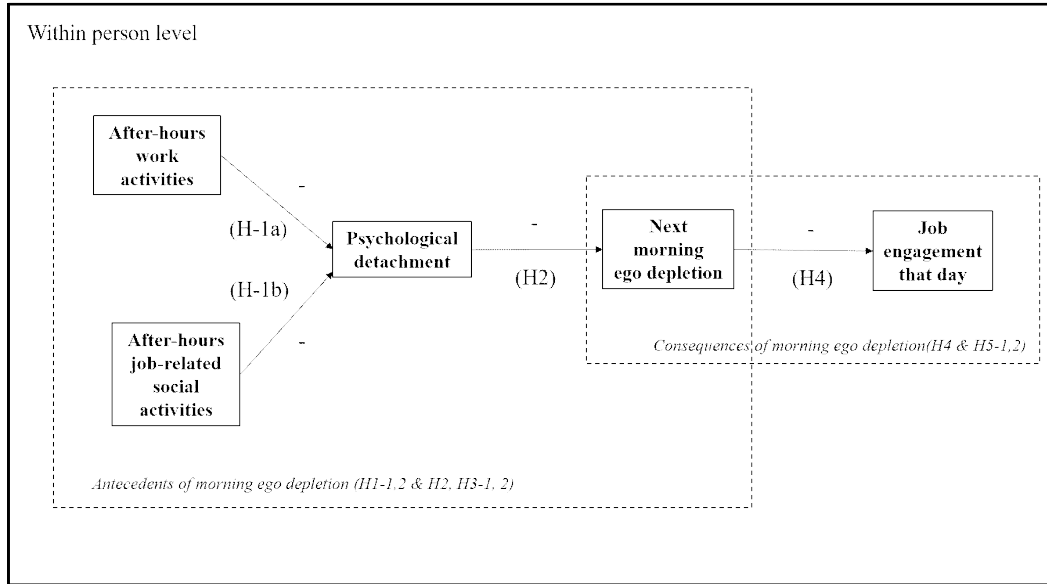 Within person level
After-hours
work
activities
-
(H-1a)
Psychological
detachment
-
(H2)
Next
morning
ego depletion
-
(H4)
Job
engagement
that day
(H-1b)
-
After-hours
job-related
social
activities
Consequences of morning ego depletion(H4 & H5-1,2)
Antecedents of morning ego depletion (H1-1,2 & H2, H3-1, 2)